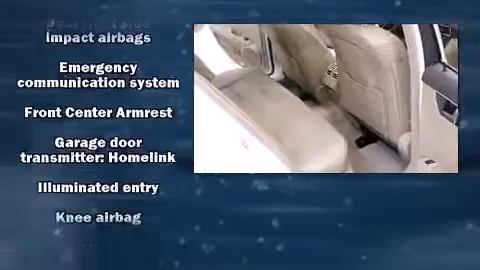 impact airbags
Emergency
communication system
Front Center Armrest
Garage door
transmitter: Homelink
Illuminated entry
Knee airbag